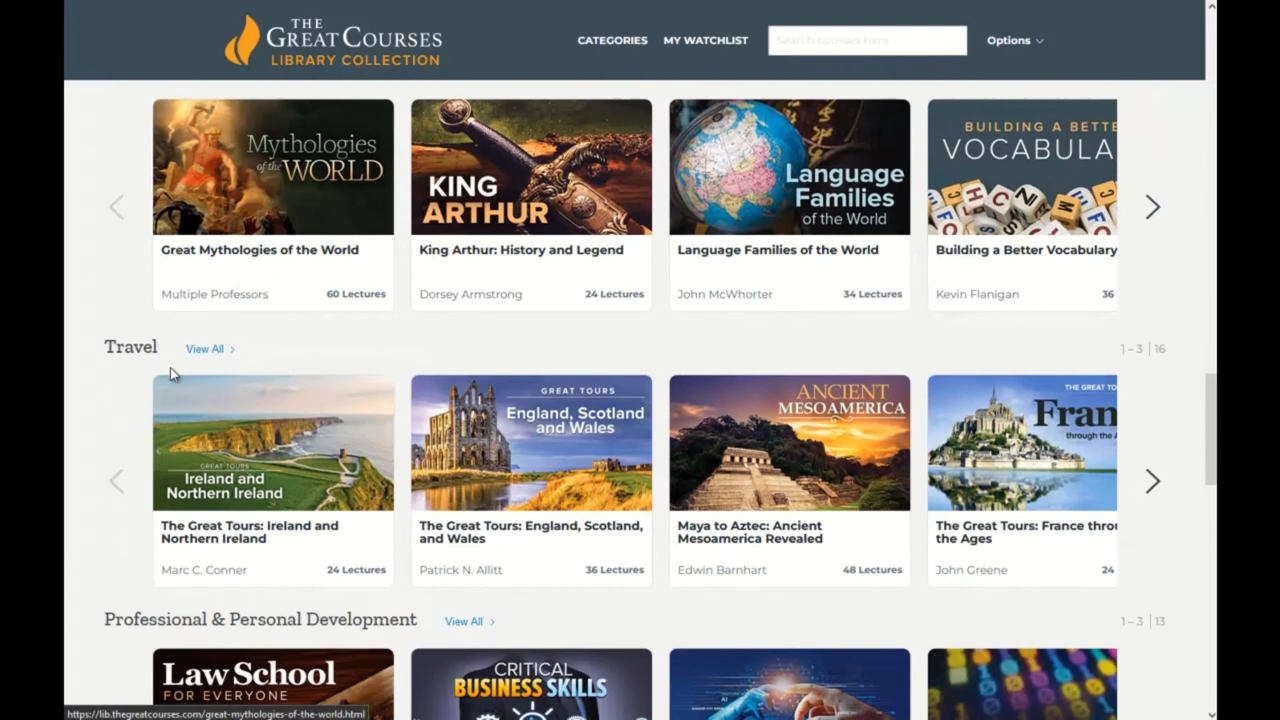 THE
GREAT COURSES
LIBRARY COLLECTION
CATEGORIES
MY WATCHLIST
Search courses here
Options
Mythologies
of the WORLD
KING
ARTHUR
Language
Families
of the World
BUILDING A BETTE
VOCABULA
Great Mythologies of the World
King Arthur: History and Legend
Language Families of the World
Building a Better Vocabulary
Multiple Professors
60 Lectures
Dorsey Armstrong
24 Lectures
John McWhorter
34 Lectures
Kevin Flanigan
36
Travel
View All
1 – 3 | 16
GREAT TOURS
Ireland and
Northern Ireland
GREAT TOURS
England, Scotland
and Wales
ANCIENT
MESOAMERICA
THE GREAT TO
Fran
through the A
The Great Tours: Ireland and
Northern Ireland
The Great Tours: England, Scotland,
and Wales
Maya to Aztec: Ancient
Mesoamerica Revealed
The Great Tours: France throu
the Ages
Marc C. Conner
24 Lectures
Patrick N. Allitt
36 Lectures
Edwin Barnhart
48 Lectures
John Greene
24
Professional & Personal Development
View All
1 – 3 | 13
Law School
FOR EVERYONE
CRITICAL
BUSINESS SKILLS
AI
https://lib.thegreatcourses.com/great-mythologies-of-the-world.html